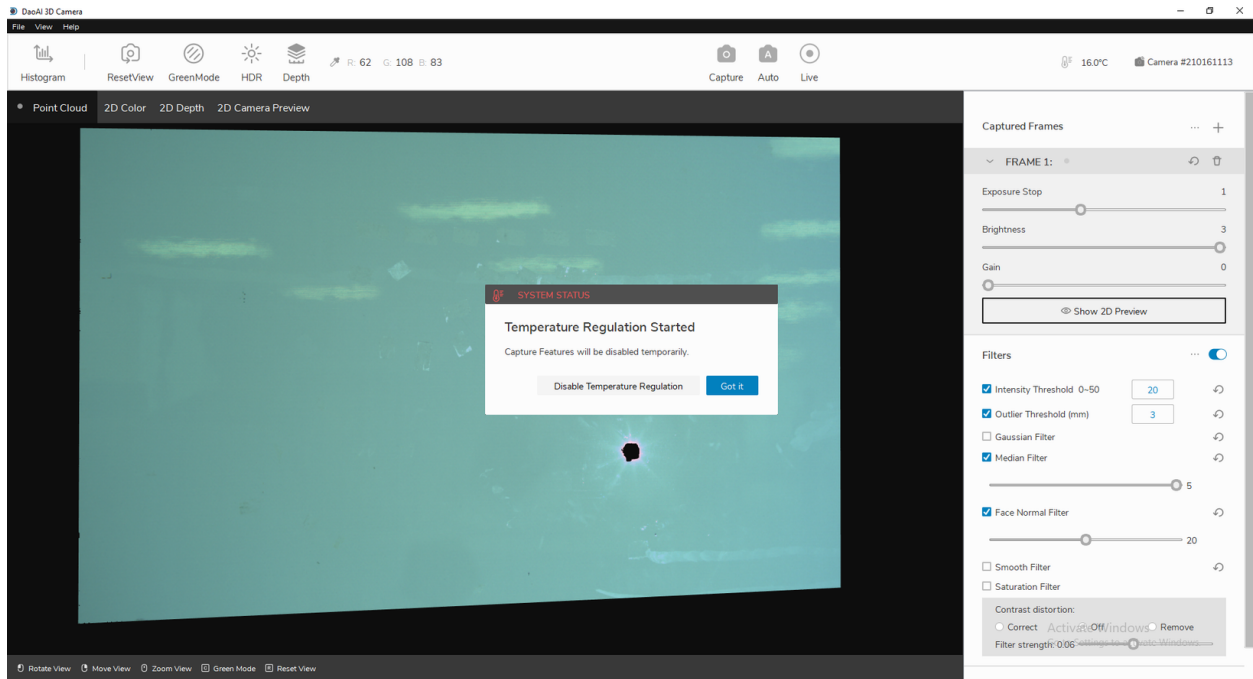 DaoAI 3D Camera
File View Help
Histogram ResetView GreenMode HDR Depth R: 62 G: 108 B: 83 Capture Auto Live 16.0°C Camera #210161113
Point Cloud 2D Color 2D Depth 2D Camera Preview
Captured Frames
FRAME 1:
Exposure Stop 1
Brightness 3
Gain 0
Show 2D Preview
SYSTEM STATUS
Temperature Regulation Started
Capture Features will be disabled temporarily.
Disable Temperature Regulation Got it
Filters
Intensity Threshold 0~50 20
Outlier Threshold (mm) 3
Gaussian Filter
Median Filter
5
Face Normal Filter
20
Smooth Filter
Saturation Filter
Contrast distortion:
Correct Off Remove
Activate Windows
Filter strength: 0.06
Rotate View Move View Zoom View Green Mode Reset View